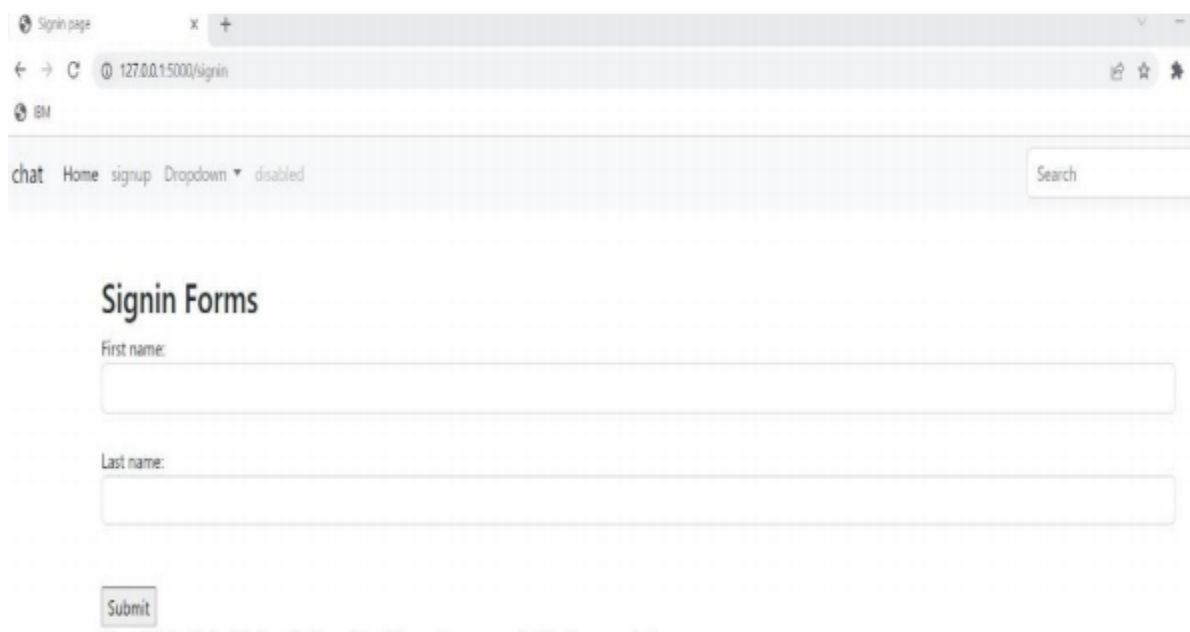 Signin page
127.0.0.1:5000/signin
IBM
chat Home signup Dropdown disabled Search
Signin Forms
First name:
Last name:
Submit